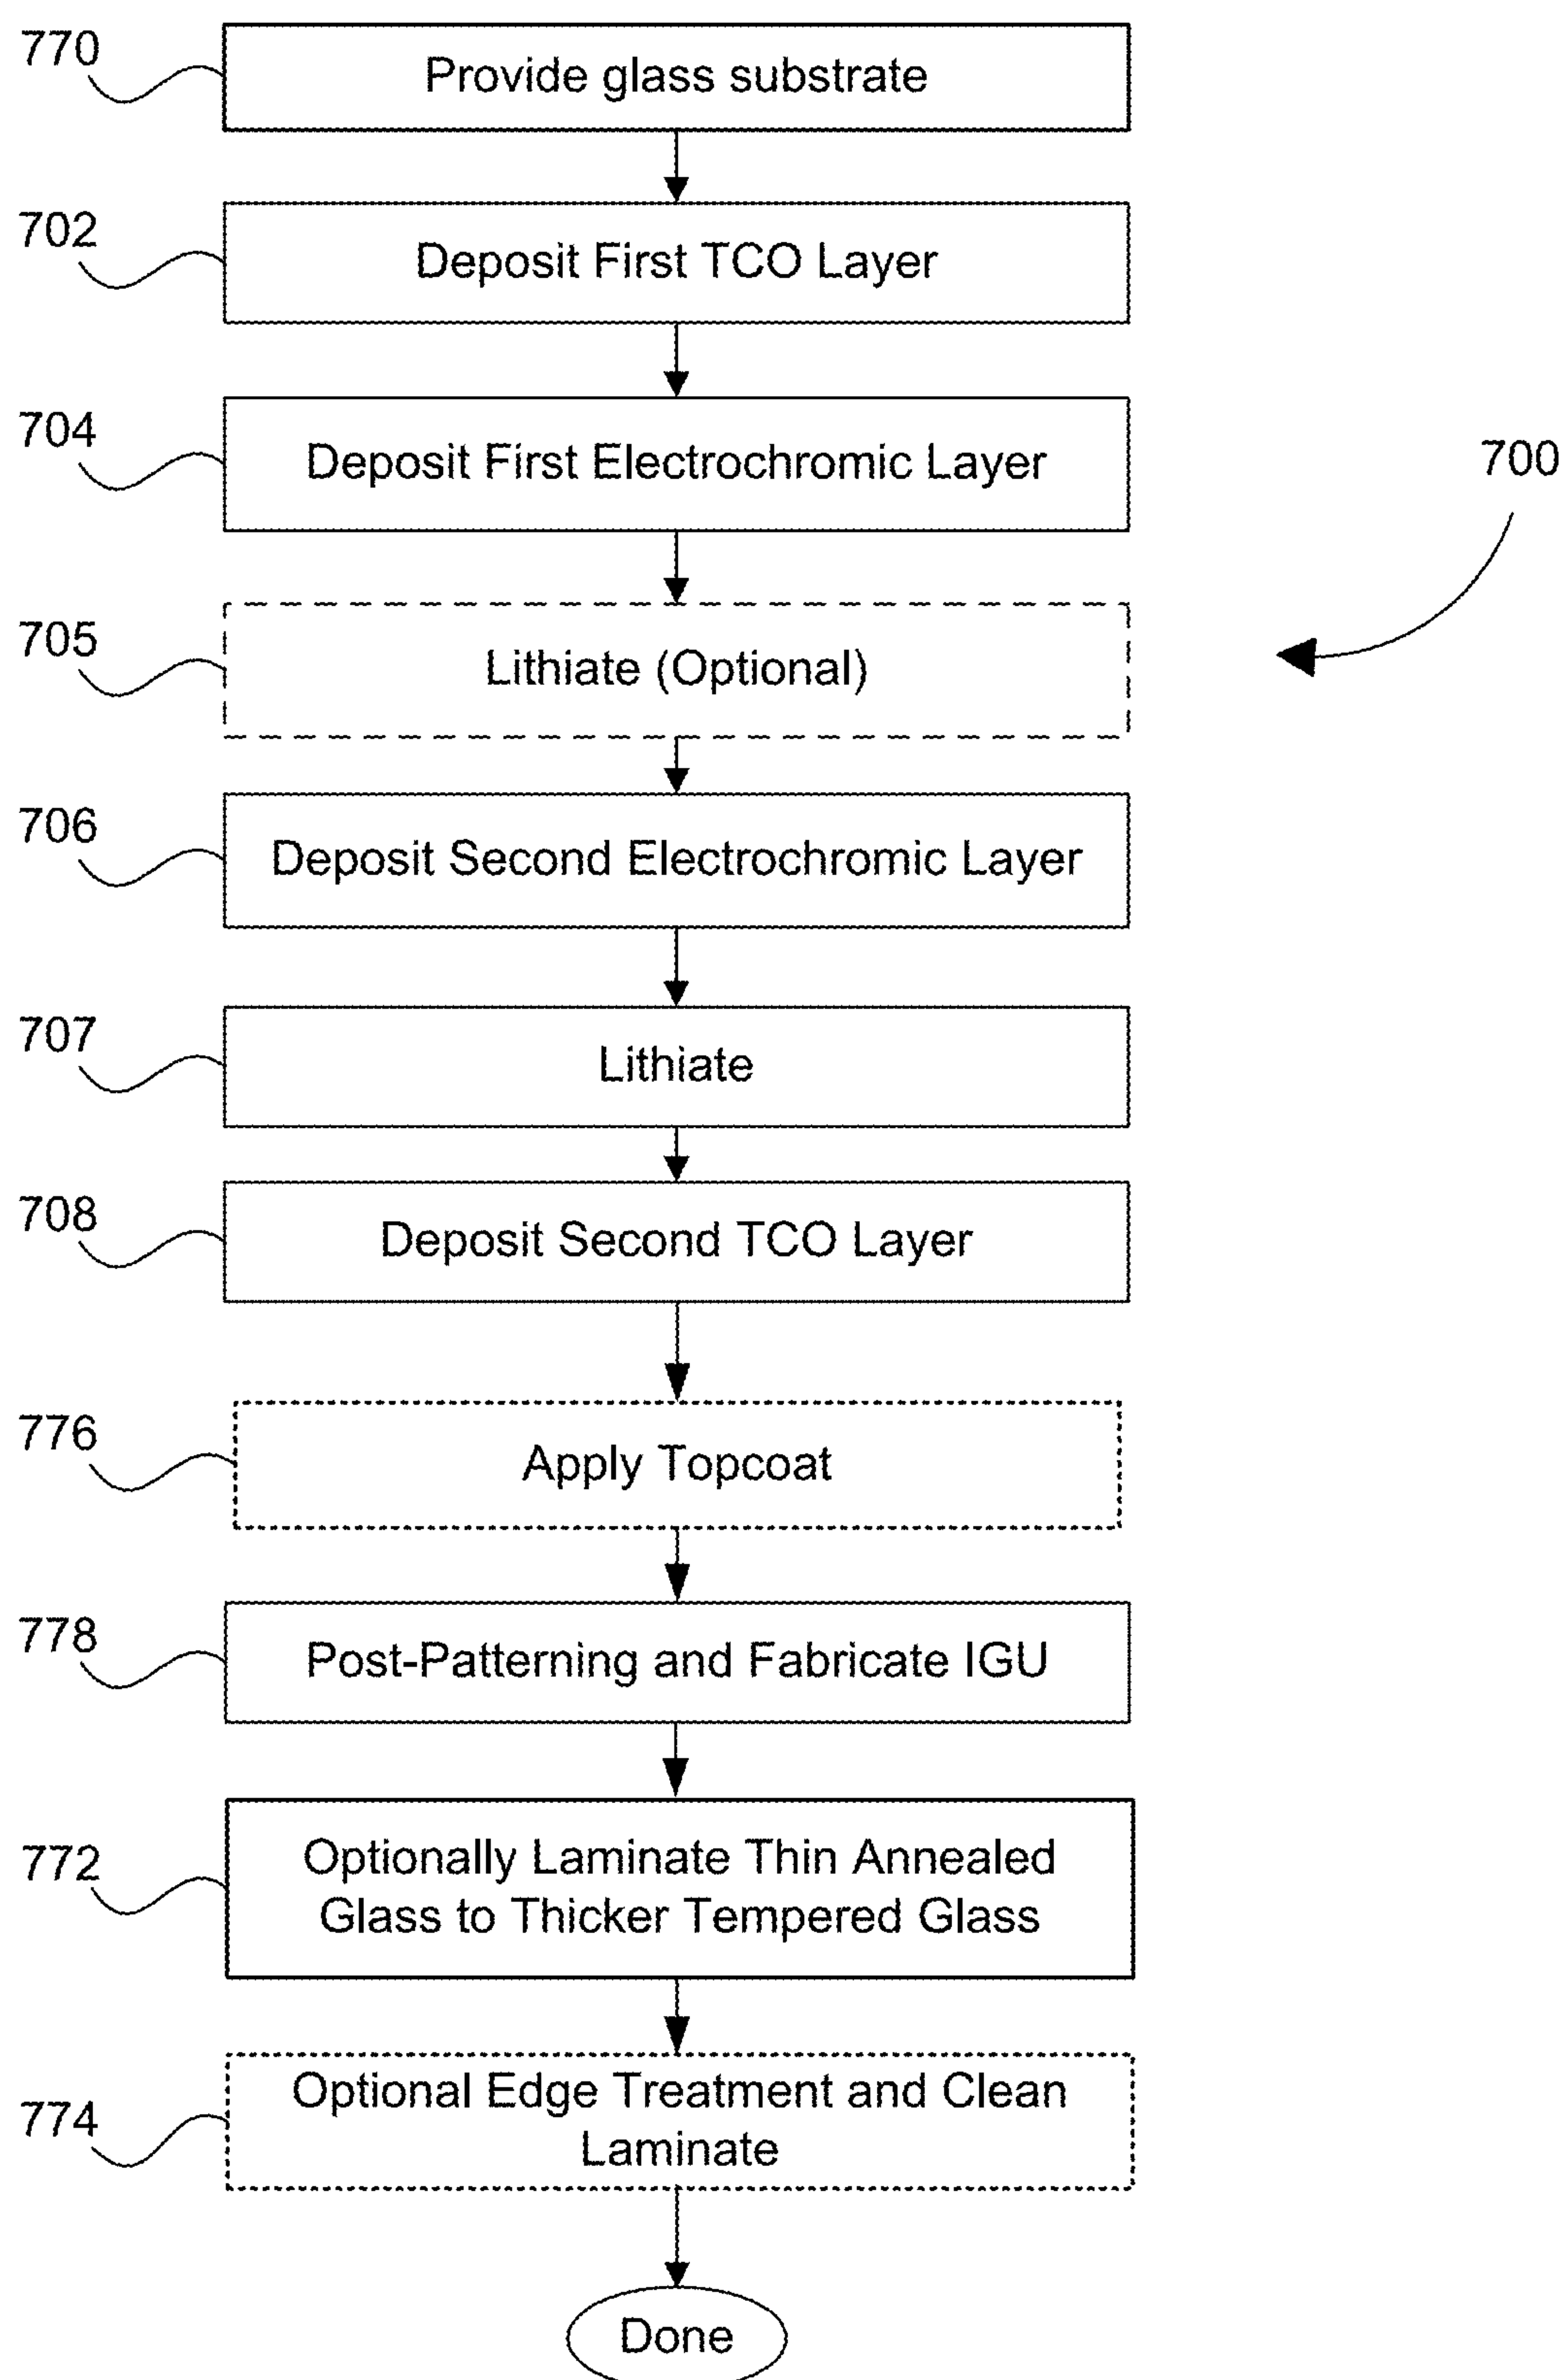 770
Provide glass substrate
702
Deposit First TCO Layer
704
Deposit First Electrochromic Layer
700
705
Lithiate (Optional)
706
Deposit Second Electrochromic Layer
707
Lithiate
708
Deposit Second TCO Layer
776
Apply Topcoat
778
Post-Patterning and Fabricate IGU
772
Optionally Laminate Thin Annealed
Glass to Thicker Tempered Glass
774
Optional Edge Treatment and Clean
Laminate
Done